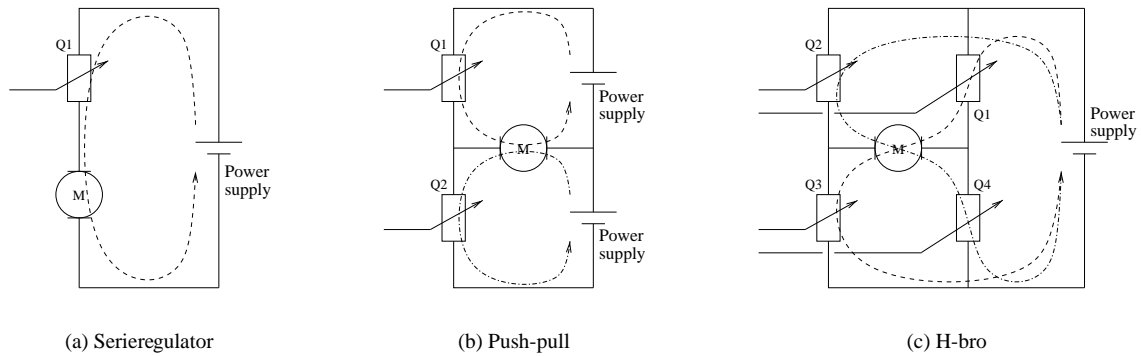 Q1
M
Power
supply
(a) Serieregulator
Q1
Power
supply
M
Q2
Power
supply
(b) Push-pull
Q2
Q1
Power
supply
M
Q3
Q4
(c) H-bro